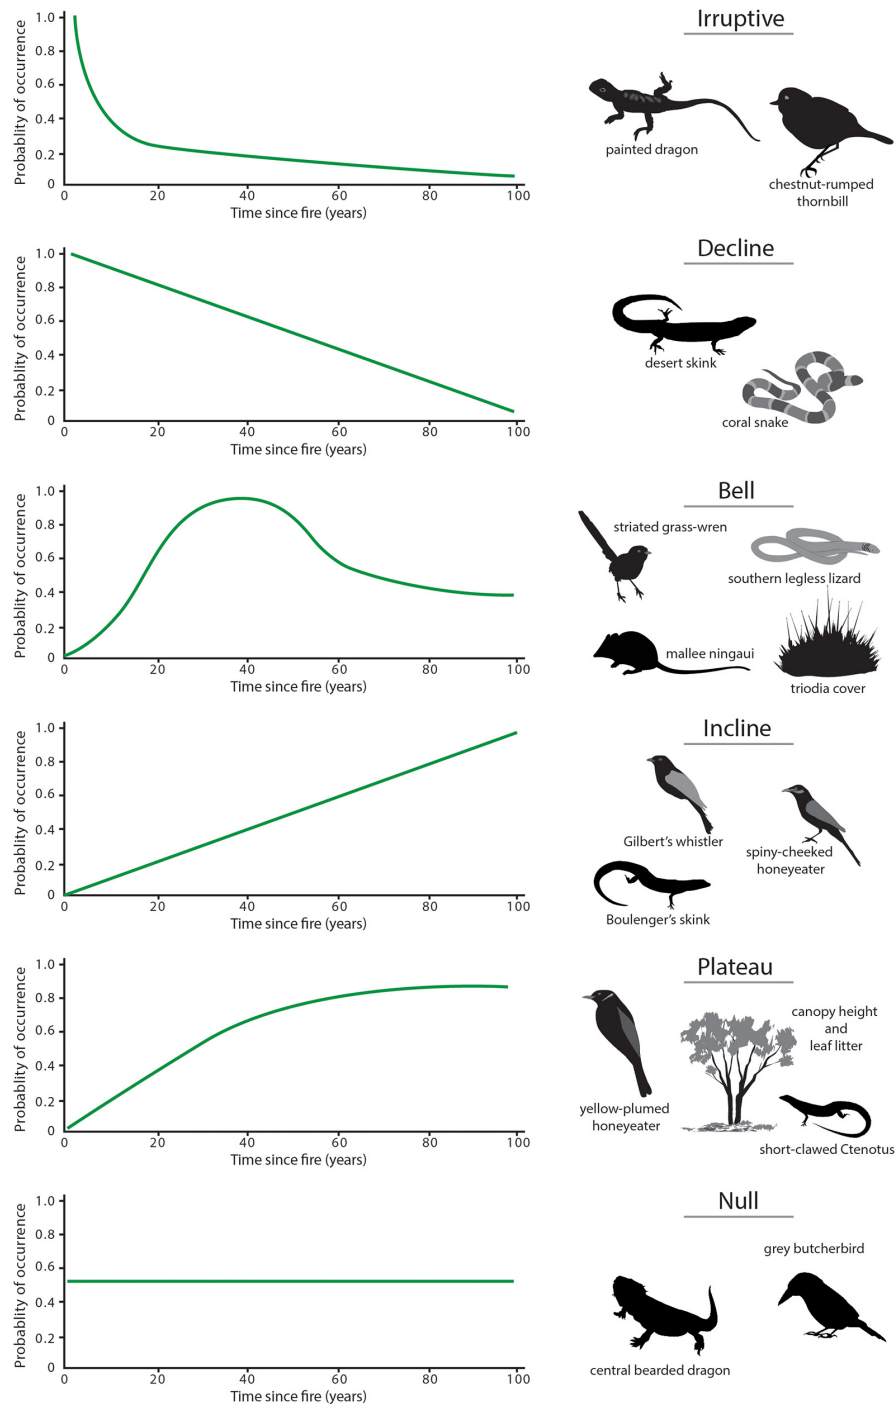 Irruptive
Probablity of occurrence
1.0
0.8
0.6
0.4
0.2
0
0 20 40 60 80 100
Time since fire (years)
painted dragon
chestnut-rumped
thornbill
Decline
Probablity of occurrence
1.0
0.8
0.6
0.4
0.2
0
0 20 40 60 80 100
Time since fire (years)
desert skink
coral snake
Bell
Probablity of occurrence
1.0
0.8
0.6
0.4
0.2
0
0 20 40 60 80 100
Time since fire (years)
striated grass-wren
southern legless lizard
mallee ningaui
triodia cover
Incline
Probablity of occurrence
1.0
0.8
0.6
0.4
0.2
0
0 20 40 60 80 100
Time since fire (years)
Gilbert's whistler
spiny-cheeked
honeyeater
Boulenger's skink
Plateau
Probablity of occurrence
1.0
0.8
0.6
0.4
0.2
0
0 20 40 60 80 100
Time since fire (years)
canopy height
and
leaf litter
yellow-plumed
honeyeater
short-clawed Ctenotus
Null
Probablity of occurrence
1.0
0.8
0.6
0.4
0.2
0
0 20 40 60 80 100
Time since fire (years)
grey butcherbird
central bearded dragon